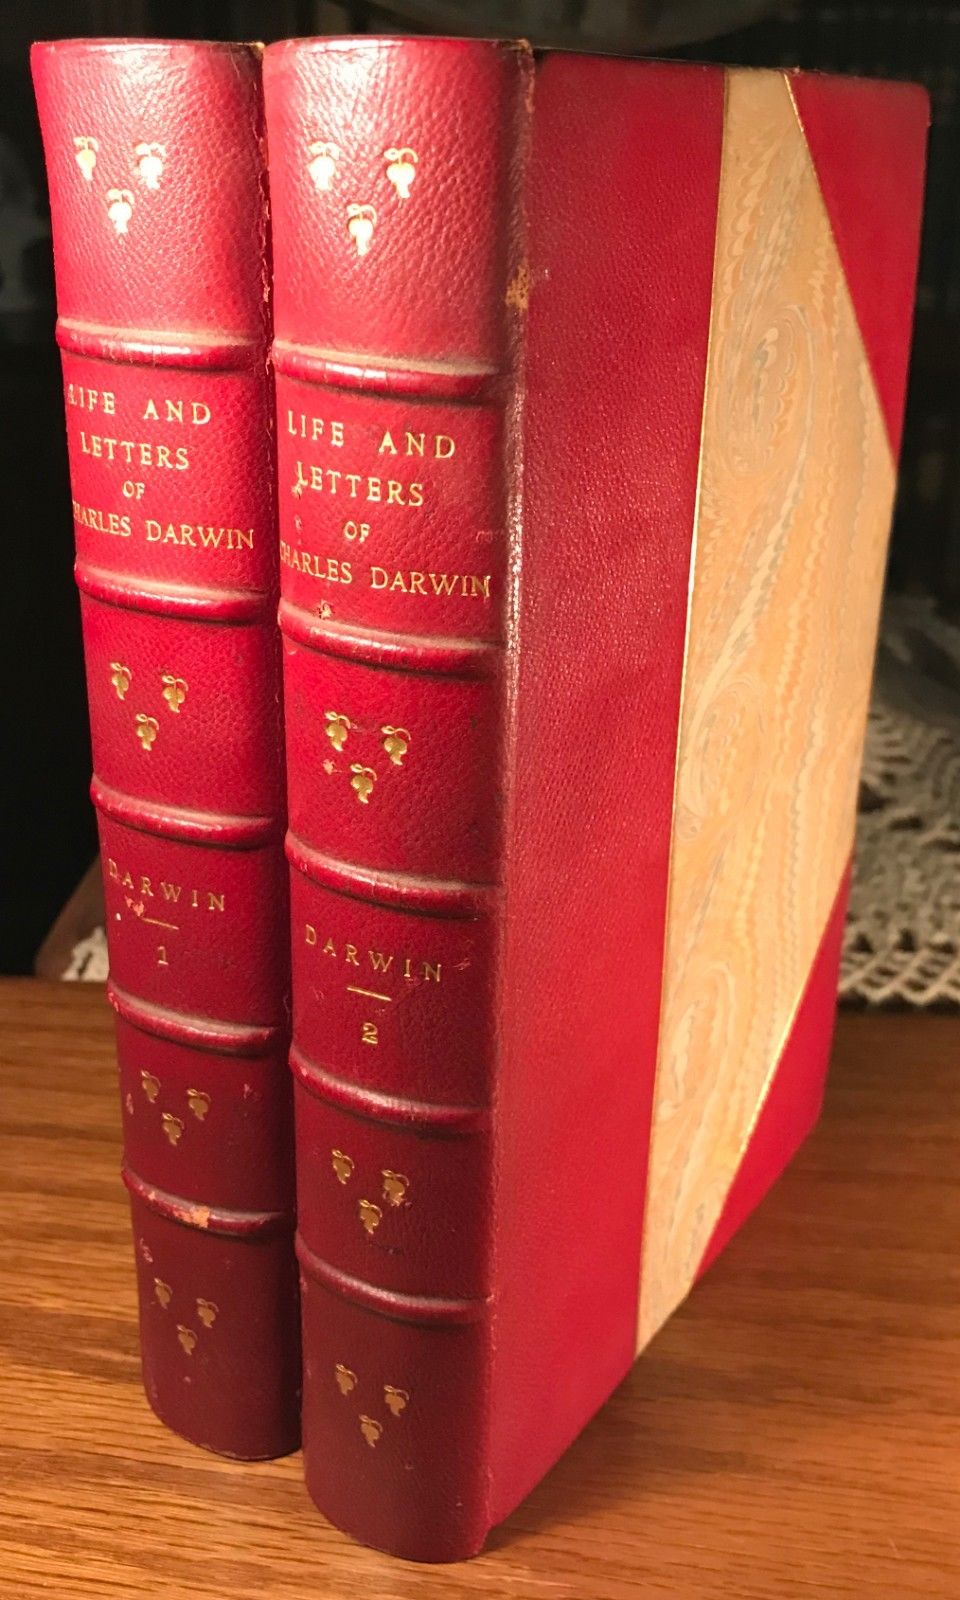 LIFE AND
LETTERS
OF
CHARLES DARWIN
DARWIN
1
LIFE AND
LETTERS
OF
CHARLES DARWIN
DARWIN
2